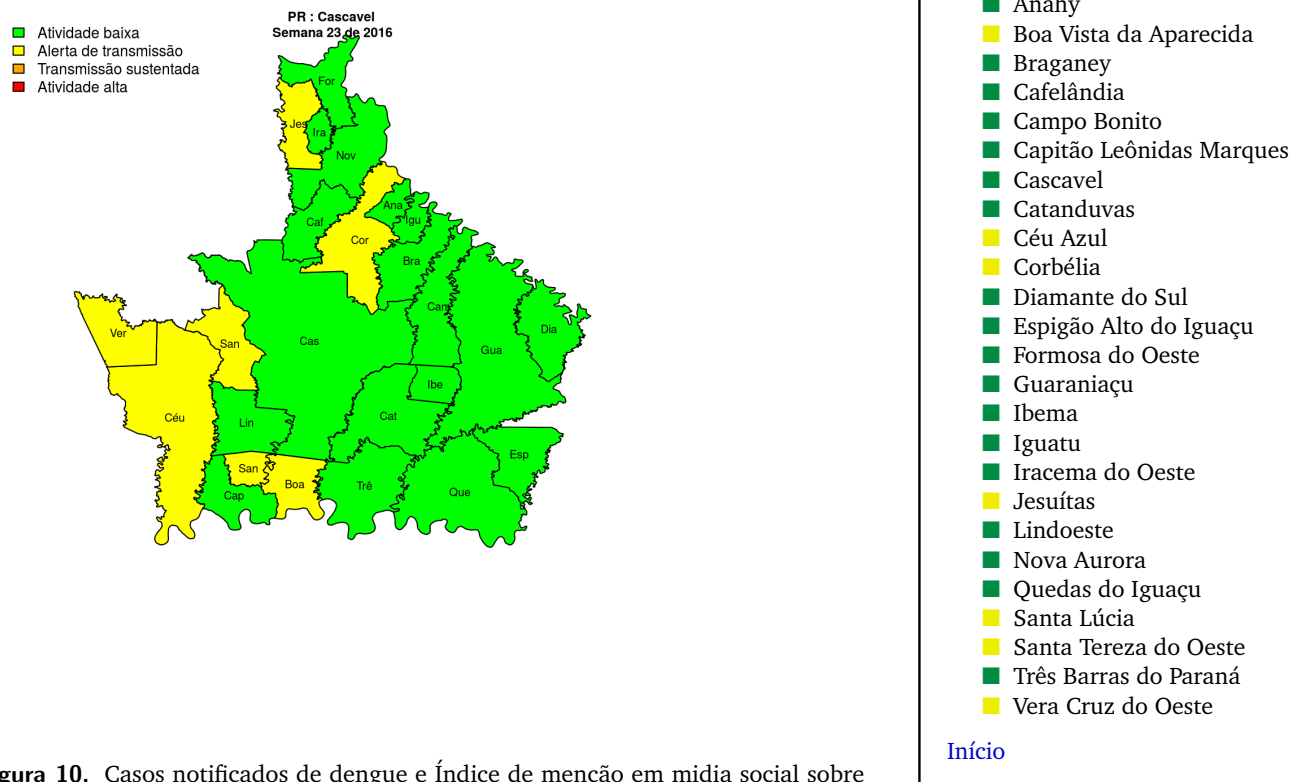 PR : Cascavel
Semana 23 de 2016
Atividade baixa
Alerta de transmissão
Transmissão sustentada
Atividade alta
For
Jes
Ira
Nov
Ana
Igu
Caf
Cor
Bra
Cam
Ver
San
Cas
Gua
Dia
Ibe
Céu
Lin
Cat
Esp
San
Boa
Cap
Trê
Que
gura 10. Casos notificados de dengue e Índice de menção em midia social sobre
Anahy
Boa Vista da Aparecida
Braganey
Cafelândia
Campo Bonito
Capitão Leônidas Marques
Cascavel
Catanduvas
Céu Azul
Corbélia
Diamante do Sul
Espigão Alto do Iguaçu
Formosa do Oeste
Guaraniaçu
Ibema
Iguatu
Iracema do Oeste
Jesuítas
Lindoeste
Nova Aurora
Quedas do Iguaçu
Santa Lúcia
Santa Tereza do Oeste
Três Barras do Paraná
Vera Cruz do Oeste
Início